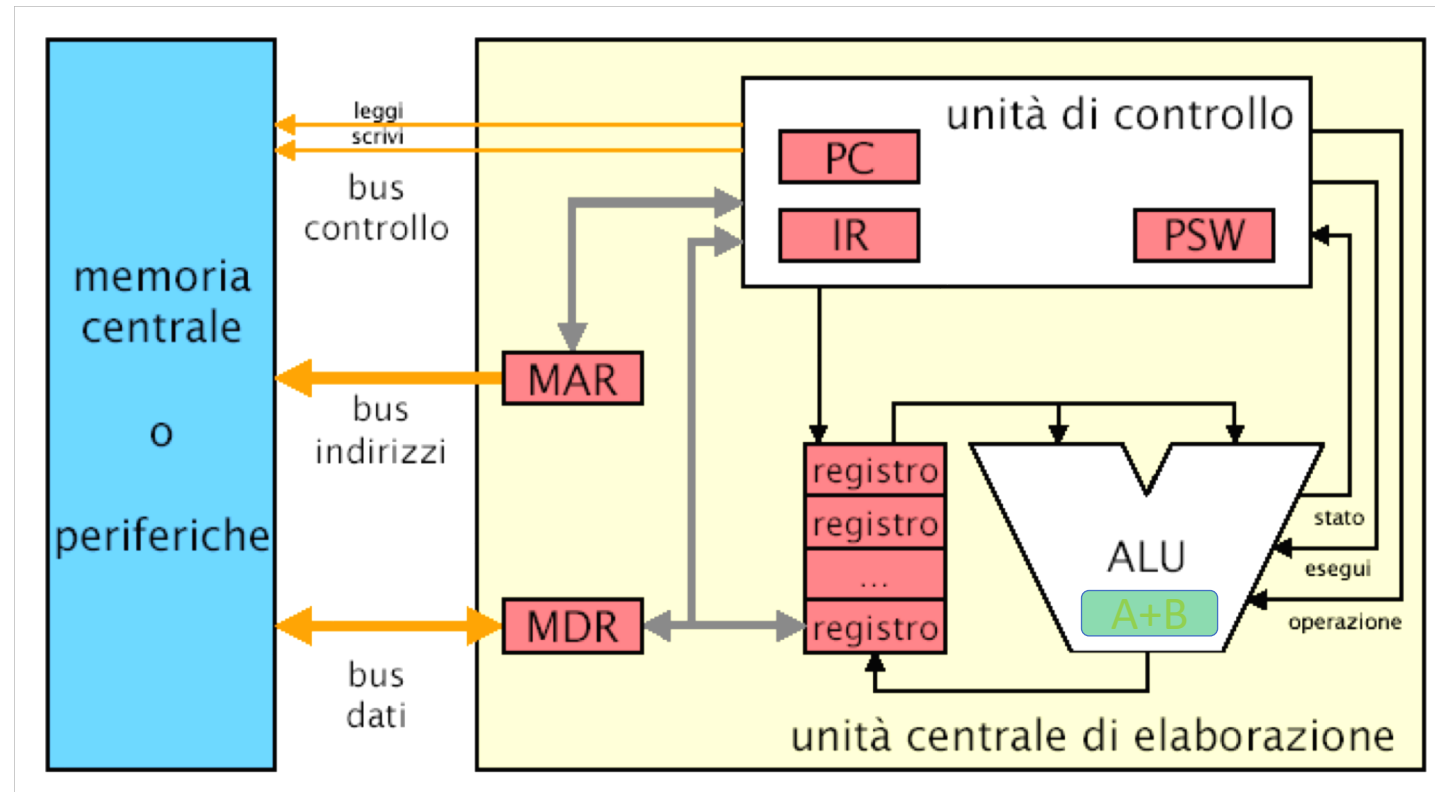 leggi
scrivi
bus
controllo
memoria
centrale
o
periferiche
bus
indirizzi
bus
dati
MAR
MDR
unità di controllo
PC
IR
PSW
registro
registro
...
registro
ALU
A+B
stato
esegui
operazione
unità centrale di elaborazione